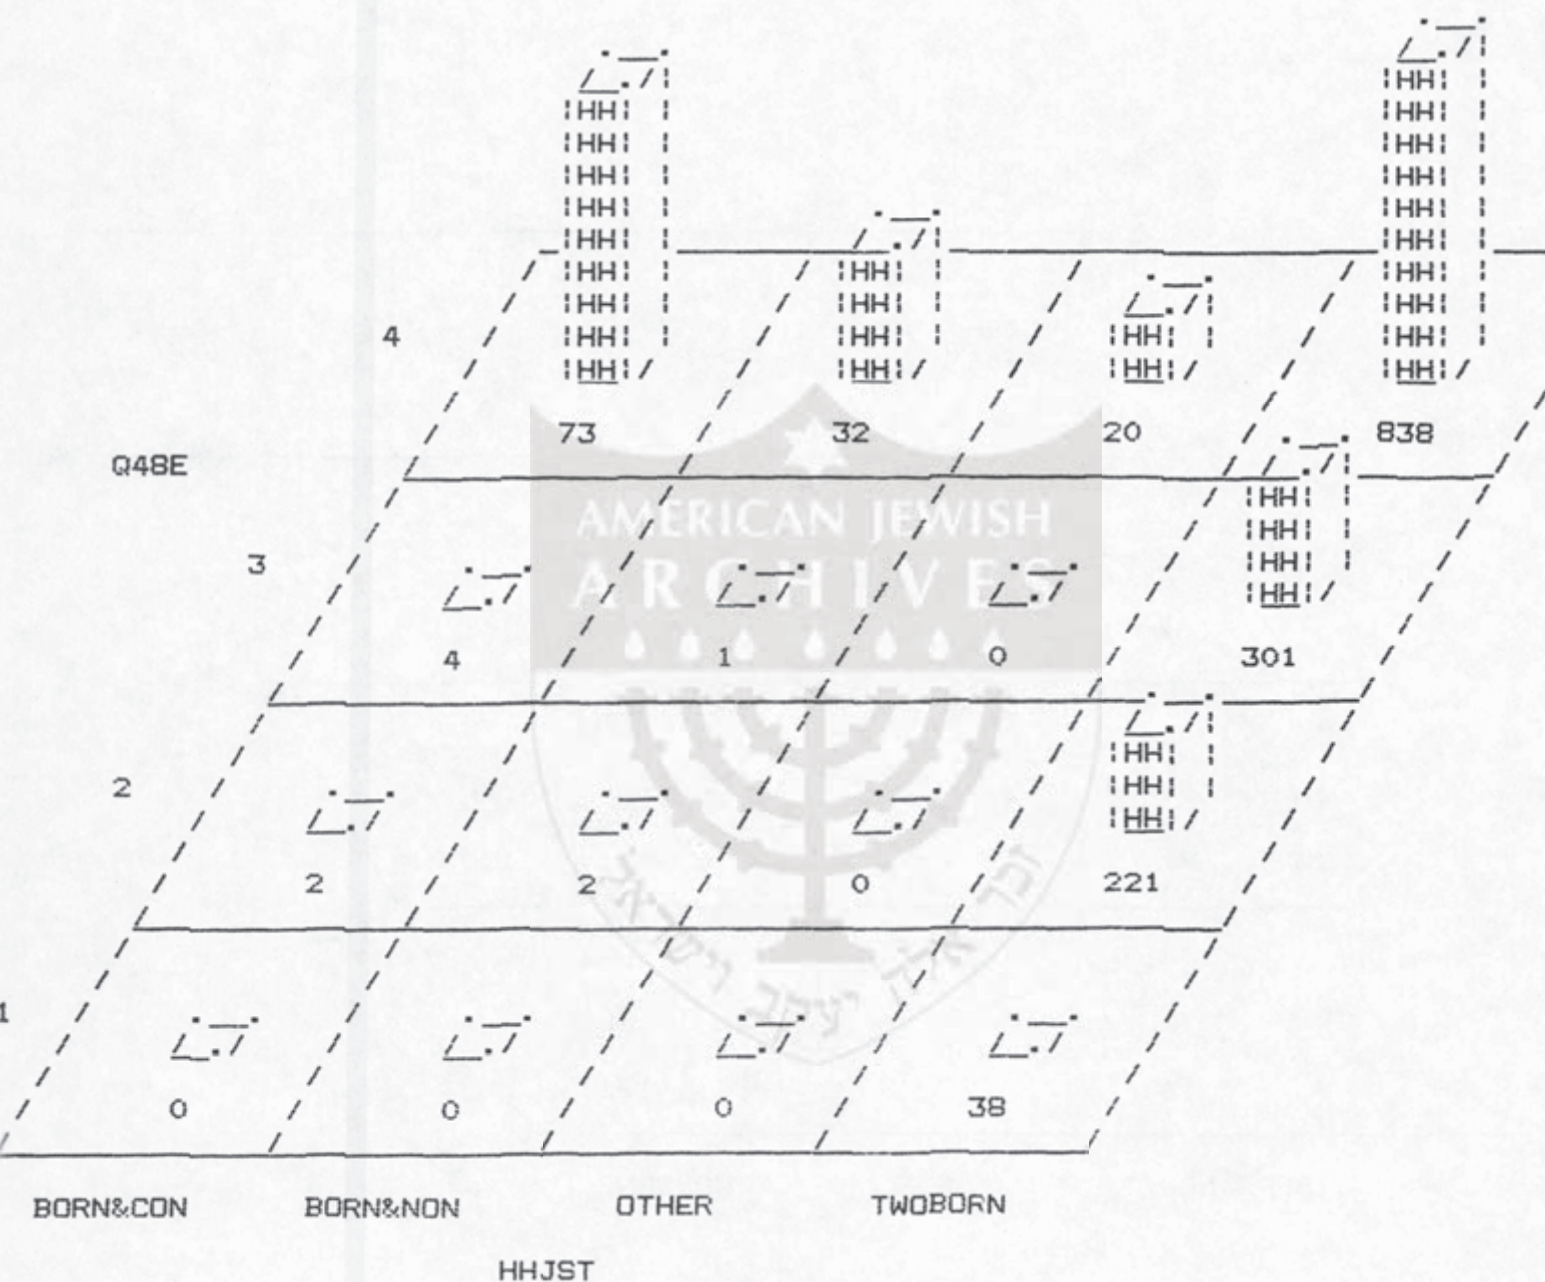 4
73 32 20 838
Q48E
AMERICAN JEWISH
ARCHIVES
3
4 1 0 301
2
2 2 0 221
1
0 0 0 38
BORN&CON BORN&NON OTHER TWOBORN
HHJST